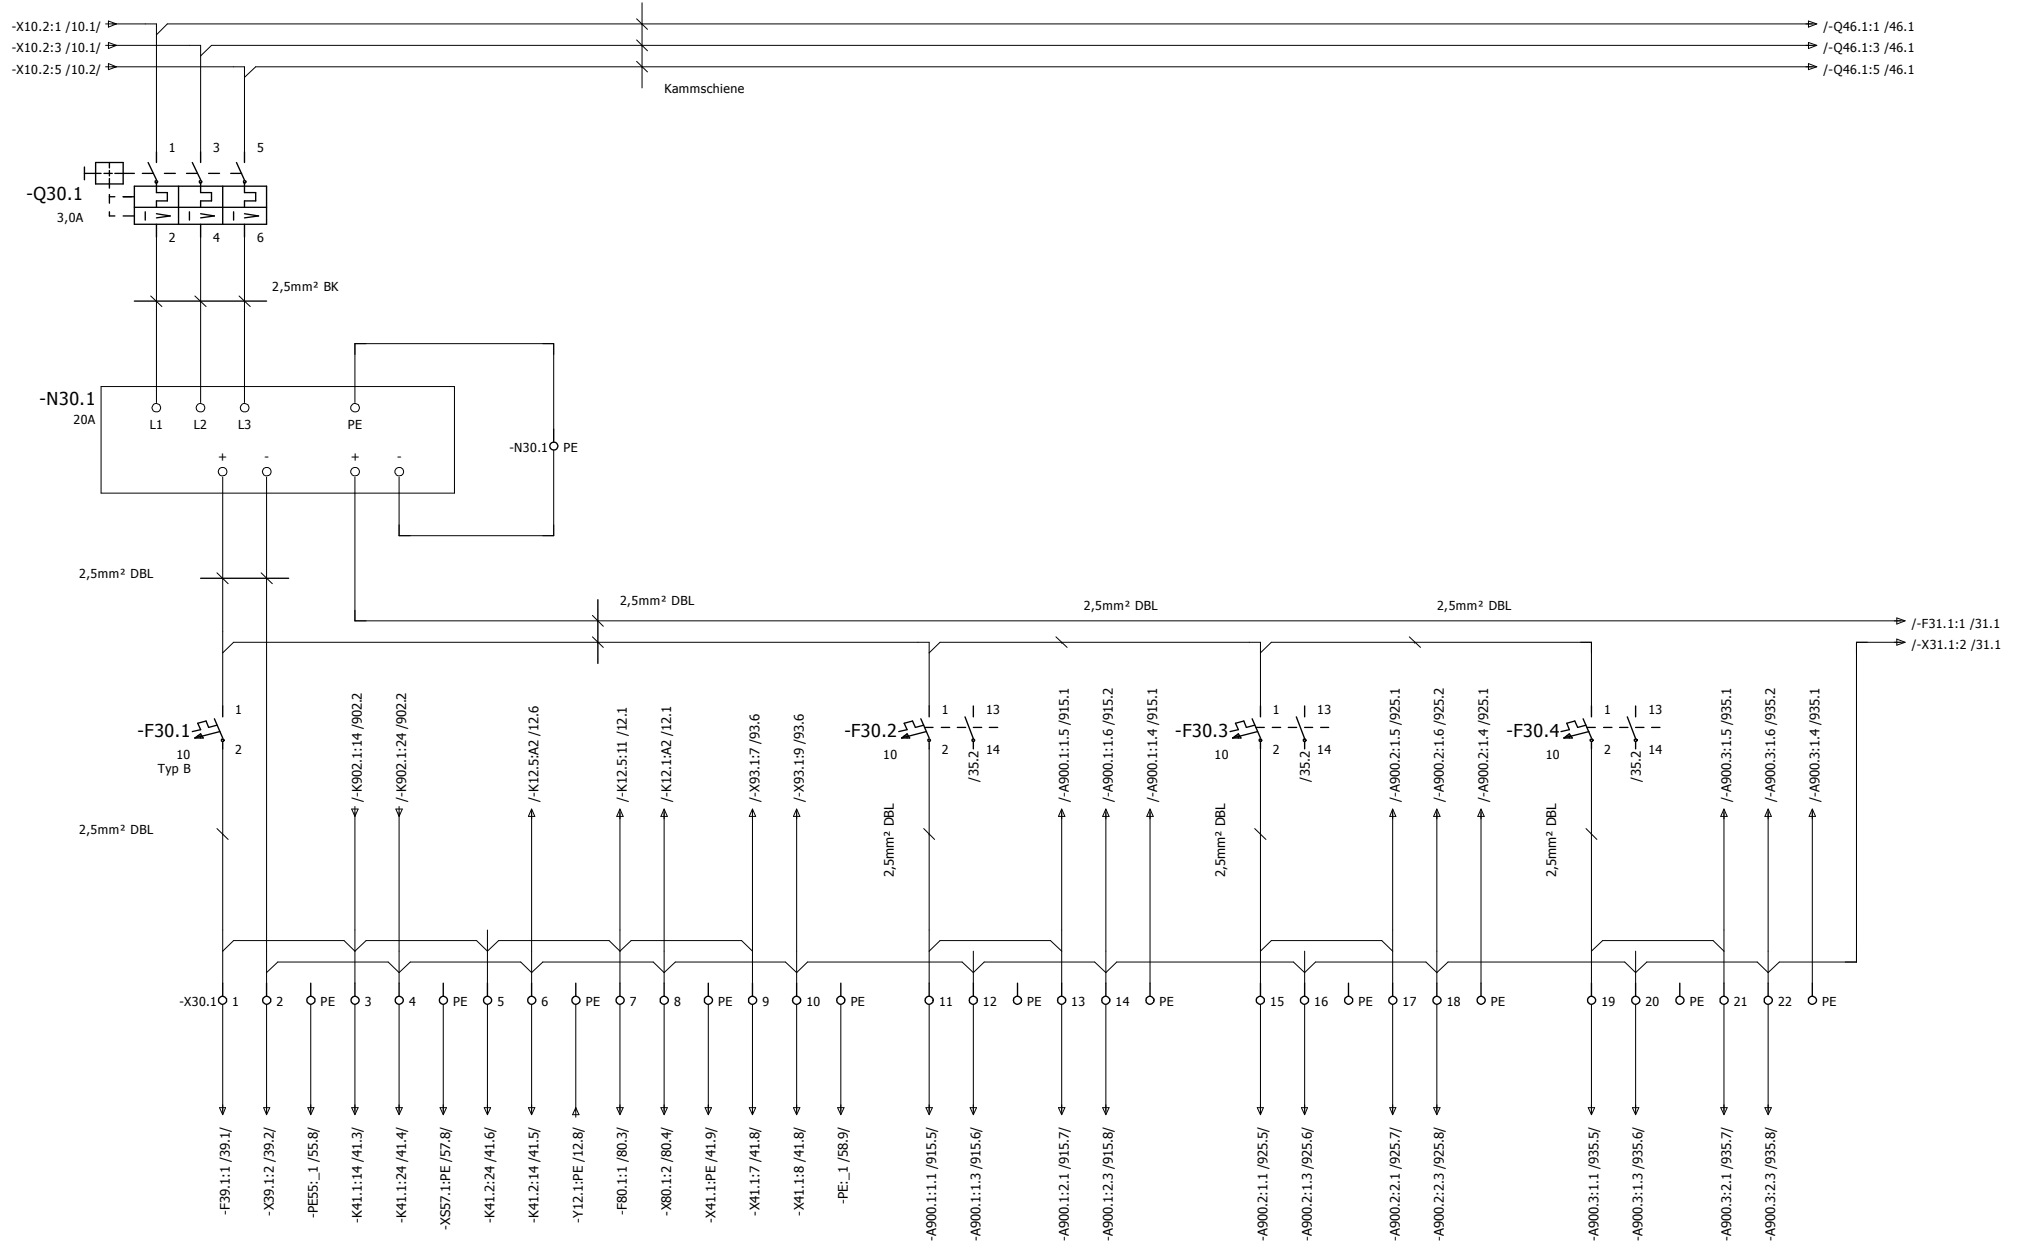 -X10.2:1 /10.1/
/-Q46.1:1 /46.1
-X10.2:3 /10.1/
/-Q46.1:3 /46.1
-X10.2:5 /10.2/
/-Q46.1:5 /46.1
Kammschiene
1 3 5
-Q30.1
3,0A
2 4 6
2,5mm² BK
-N30.1
20A
L1 L2 L3 PE
-N30.1 PE
+ - + -
2,5mm² DBL
2,5mm² DBL
2,5mm² DBL
2,5mm² DBL
/-F31.1:1 /31.1
/-X31.1:2 /31.1
-F30.1
10
Typ B
1
2
/-K902.1:14 /902.2
/-K902.1:24 /902.2
/-K12.5:A2 /12.6
/-K12.5:11 /12.1
/-K12.1:A2 /12.1
/-X93.1:7 /93.6
/-X93.1:9 /93.6
-F30.2
10
1 13
2 14
/35.2
/-A900.1:1.5 /915.1
/-A900.1:1.6 /915.2
/-A900.1:1.4 /915.1
-F30.3
10
1 13
2 14
/35.2
/-A900.2:1.5 /925.1
/-A900.2:1.6 /925.2
/-A900.2:1.4 /925.1
-F30.4
10
1 13
2 14
/35.2
/-A900.3:1.5 /935.1
/-A900.3:1.6 /935.2
/-A900.3:1.4 /935.1
2,5mm² DBL
2,5mm² DBL
2,5mm² DBL
2,5mm² DBL
-X30.1 1 2 PE 3 4 PE 5 6 PE 7 8 PE 9 10 PE 11 12 PE 13 14 PE 15 16 PE 17 18 PE 19 20 PE 21 22 PE
-F39.1:1 /39.1/
-X39.1:2 /39.2/
-PE55:_1 /55.8/
-K41.1:14 /41.3/
-K41.1:24 /41.4/
-XS57.1:PE /57.8/
-K41.2:24 /41.6/
-K41.2:14 /41.5/
-Y12.1:PE /12.8/
-F80.1:1 /80.3/
-X80.1:2 /80.4/
-X41.1:PE /41.9/
-X41.1:7 /41.8/
-X41.1:8 /41.8/
-PE:_1 /58.9/
-A900.1:1.1 /915.5/
-A900.1:1.3 /915.6/
-A900.1:2.1 /915.7/
-A900.1:2.3 /915.8/
-A900.2:1.1 /925.5/
-A900.2:1.3 /925.6/
-A900.2:2.1 /925.7/
-A900.2:2.3 /925.8/
-A900.3:1.1 /935.5/
-A900.3:1.3 /935.6/
-A900.3:2.1 /935.7/
-A900.3:2.3 /935.8/